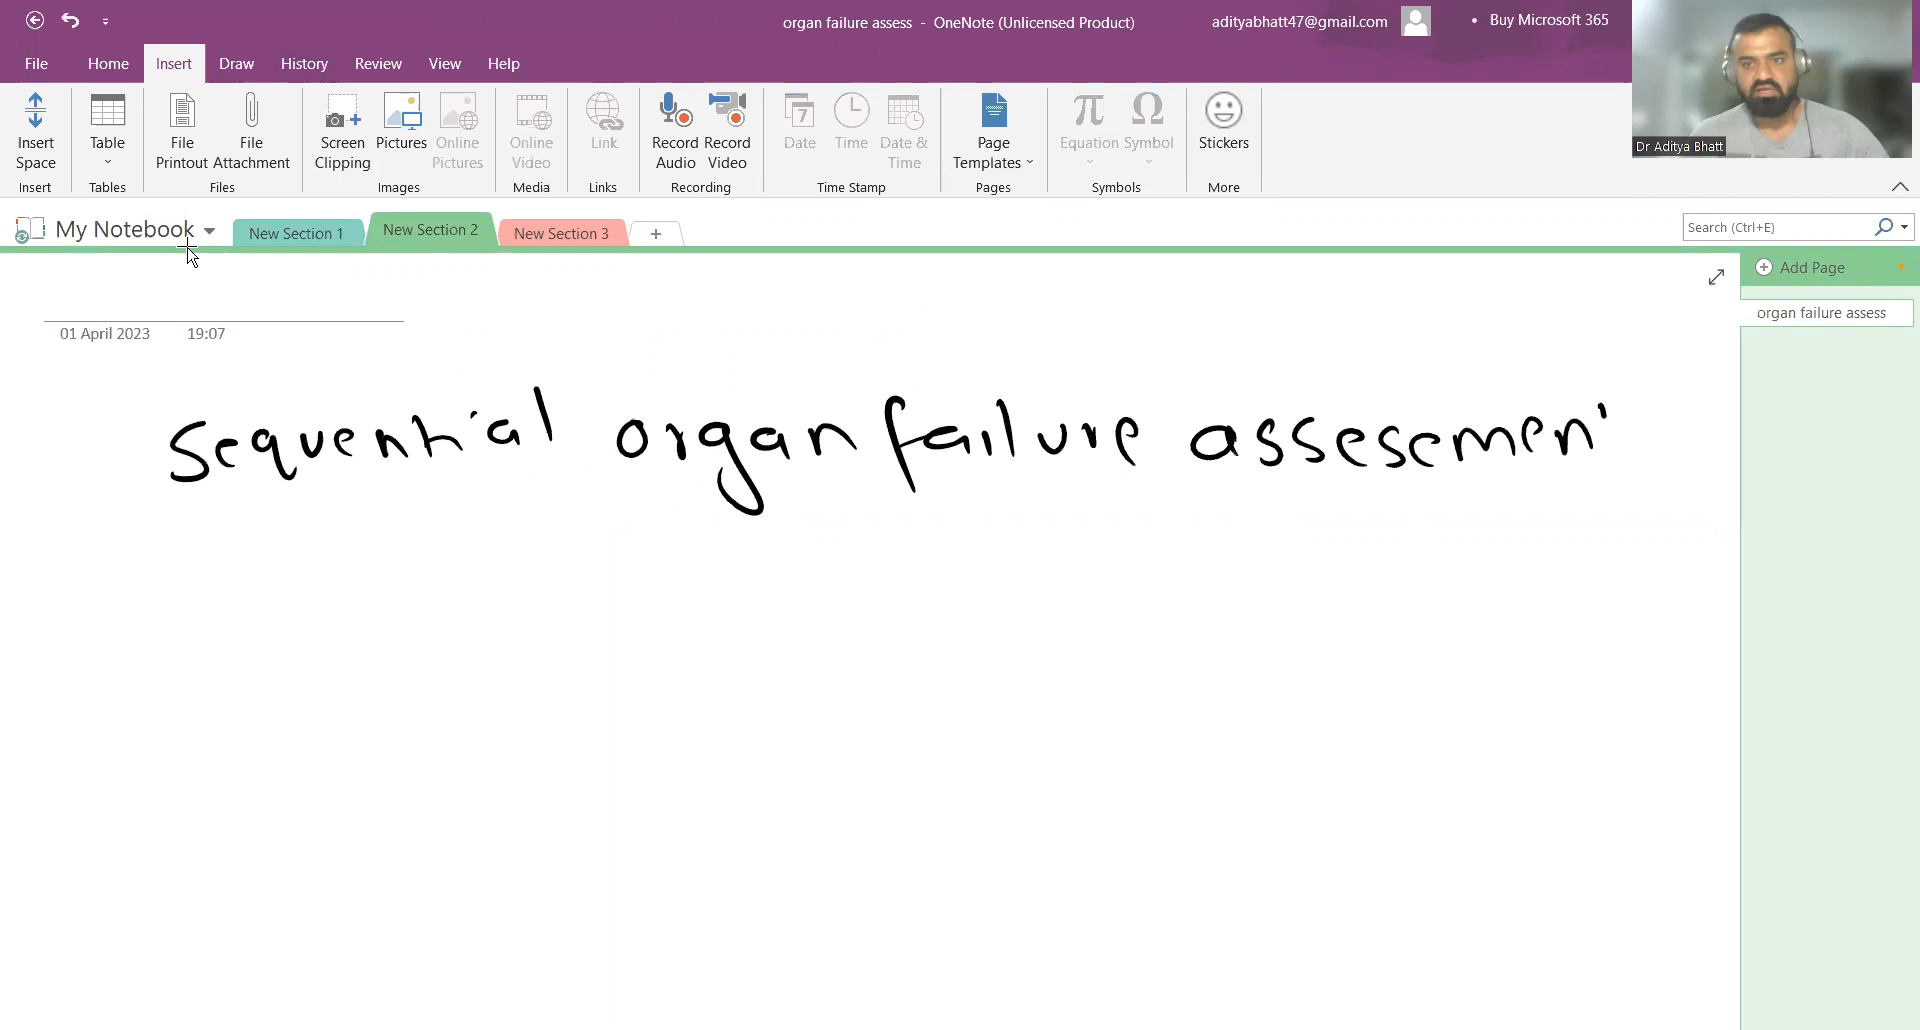 organ failure assess - OneNote (Unlicensed Product)
adityabhatt47@gmail.com
Buy Microsoft 365
File Home Insert Draw History Review View Help
Insert Space
Table
File Printout
File Attachment
Screen Clipping
Pictures
Online Pictures
Online Video
Link
Record Audio
Record Video
7
Date
Time
Date & Time
Page Templates
π
Equation
Ω
Symbol
Stickers
Insert Tables Files Images Media Links Recording Time Stamp Pages Symbols More
Dr Aditya Bhatt
My Notebook
New Section 1
New Section 2
New Section 3
+
Search (Ctrl+E)
Add Page
organ failure assess
01 April 2023 19:07
sequential organ failure assesemen'